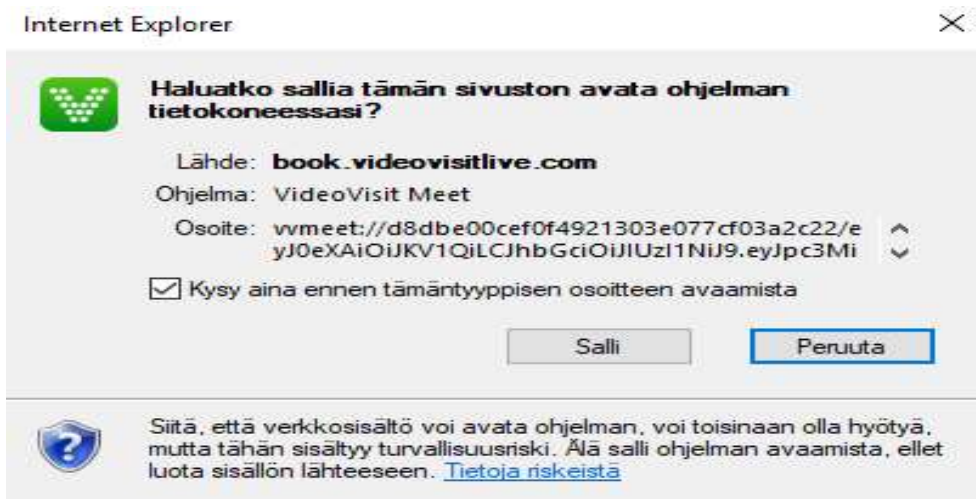 Internet Explorer
Haluatko sallia tämän sivuston avata ohjelman
tietokoneessasi?
Lähde: book.videovisitlive.com
Ohjelma: VideoVisit Meet
Osoite: vvmeet://d8dbe00cef0f4921303e077cf03a2c22/e
yJ0eXAiOiJKV1QiLCJhbGciOiJIUzI1NiJ9.eyJpc3Mi
Kysy aina ennen tämäntyyppisen osoitteen avaamista
Salli
Peruuta
Siitä, että verkkosisältö voi avata ohjelman, voi toisinaan olla hyötyä,
mutta tähän sisältyy turvallisuusriski. Älä salli ohjelman avaamista, ellet
luota sisällön lähteeseen. Tietoja riskeistä